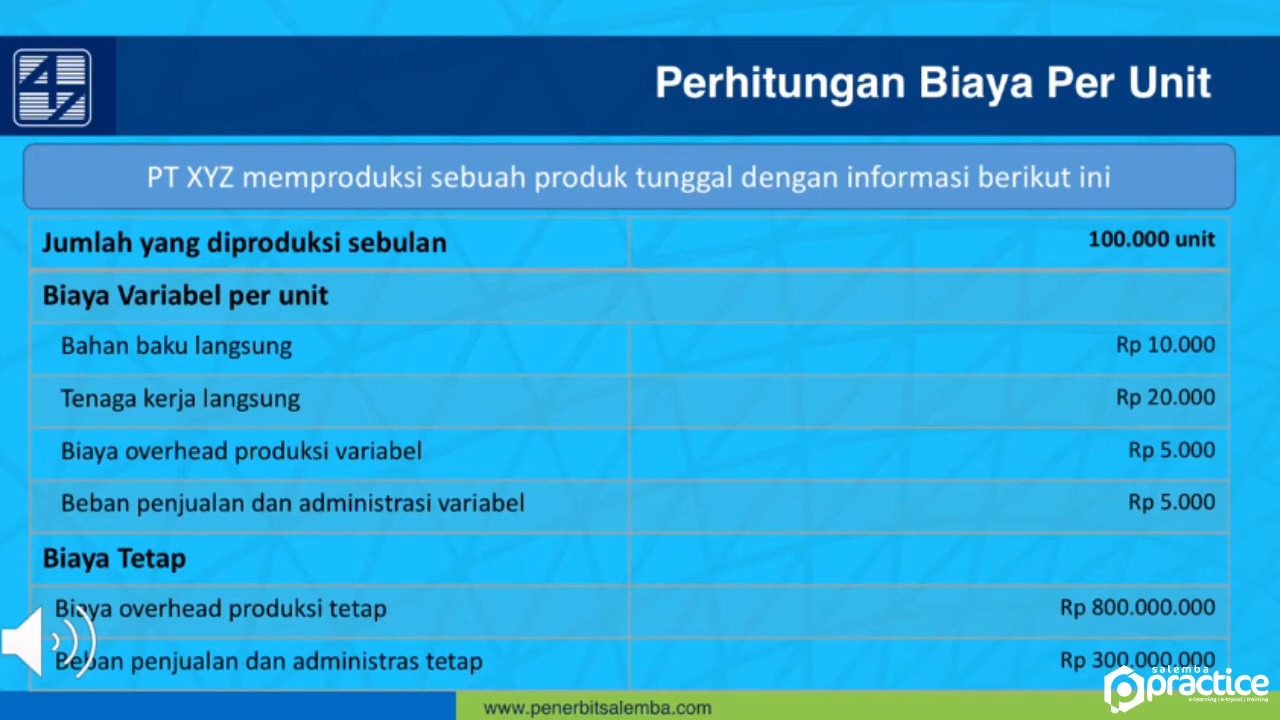 Perhitungan Biaya Per Unit
PT XYZ memproduksi sebuah produk tunggal dengan informasi berikut ini
Jumlah yang diproduksi sebulan 100.000 unit
Biaya Variabel per unit
Bahan baku langsung Rp 10.000
Tenaga kerja langsung Rp 20.000
Biaya overhead produksi variabel Rp 5.000
Beban penjualan dan administrasi variabel Rp 5.000
Biaya Tetap
Biaya overhead produksi tetap Rp 800.000.000
Beban penjualan dan administras tetap Rp 300.000.000
salemba
practice
e-learning | e-tryout | training
www.penerbitsalemba.com